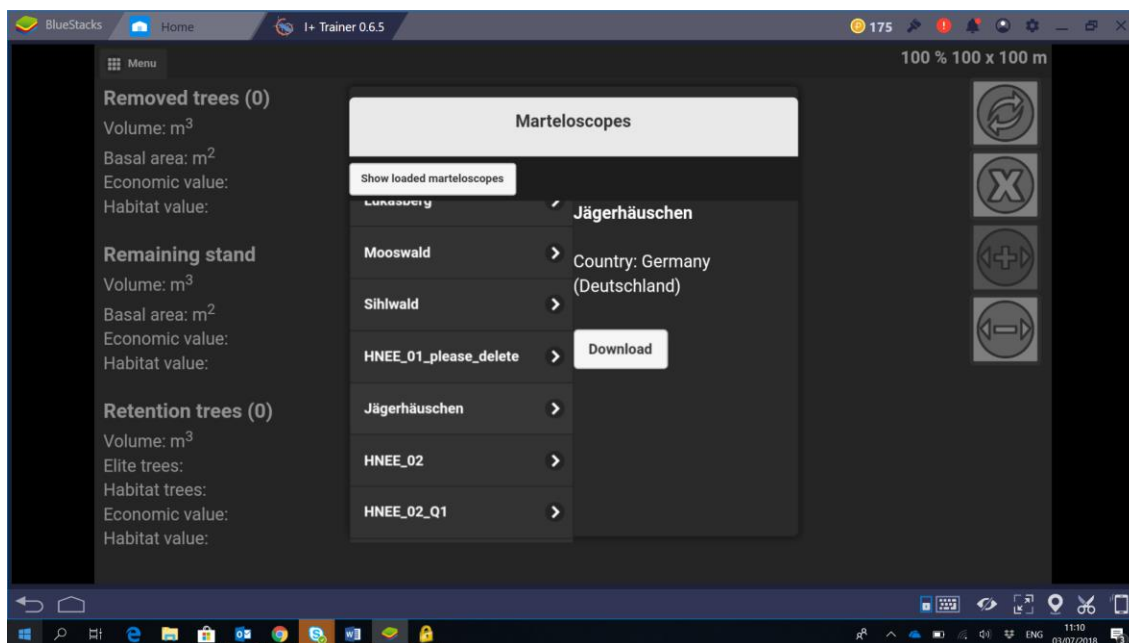 BlueStacks Home I+ Trainer 0.6.5 175
Menu 100 % 100 x 100 m
Removed trees (0)
Volume: m3
Basal area: m2
Economic value:
Habitat value:
Remaining stand
Volume: m3
Basal area: m2
Economic value:
Habitat value:
Retention trees (0)
Volume: m3
Elite trees:
Habitat trees:
Economic value:
Habitat value:
Marteloscopes
Show loaded marteloscopes
Lukasberg
Mooswald
Sihlwald
HNEE_01_please_delete
Jägerhäuschen
HNEE_02
HNEE_02_Q1
Jägerhäuschen
Country: Germany
(Deutschland)
Download
X
ENG
11:10
03/07/2018